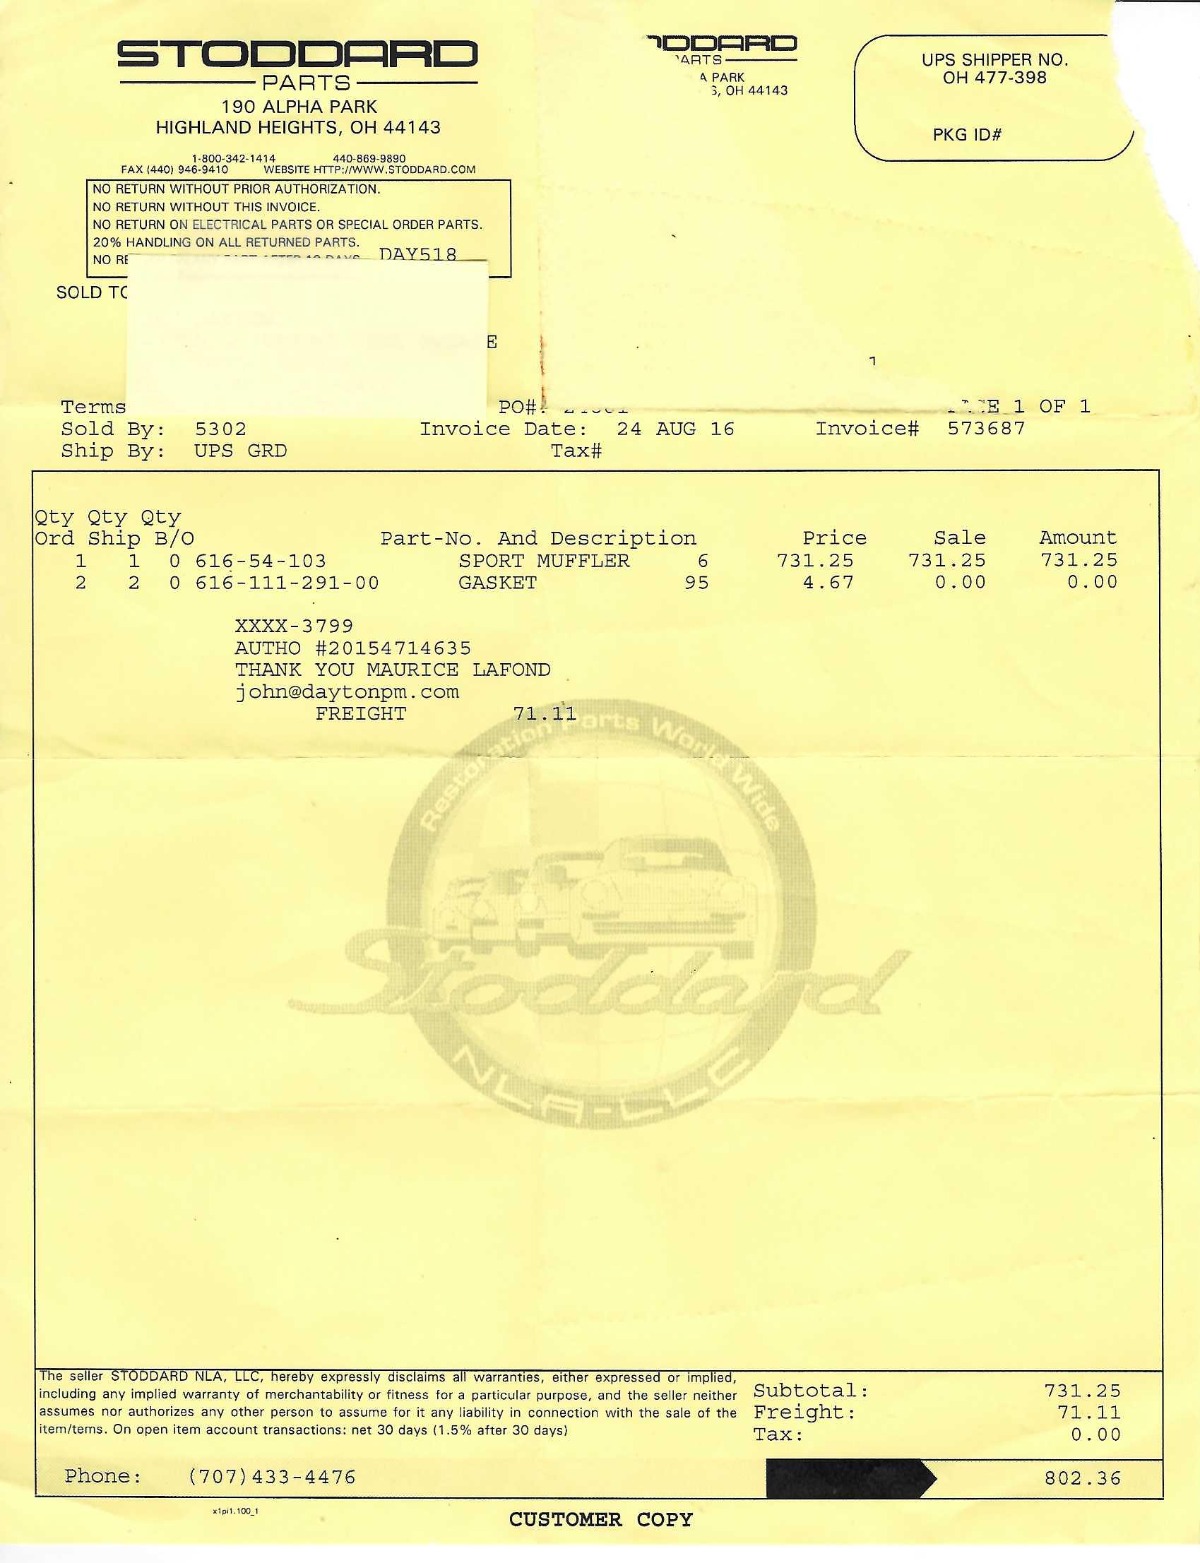 STODDARD
PARTS
190 ALPHA PARK
HIGHLAND HEIGHTS, OH 44143
1-800-342-1414 440-869-9890
FAX (440) 946-9410 WEBSITE HTTP://WWW.STODDARD.COM
NO RETURN WITHOUT PRIOR AUTHORIZATION.
NO RETURN WITHOUT THIS INVOICE.
NO RETURN ON ELECTRICAL PARTS OR SPECIAL ORDER PARTS.
20% HANDLING ON ALL RETURNED PARTS.
NO DAY518
ODDARD
PARTS
A PARK
S, OH 44143
UPS SHIPPER NO.
OH 477-398
PKG ID#
SOLD TO
E
Terms PO#: 1 OF 1
Sold By: 5302 Invoice Date: 24 AUG 16 Invoice# 573687
Ship By: UPS GRD Tax#
Qty Qty Qty
Ord Ship B/O Part-No. And Description Price Sale Amount
1 1 0 616-54-103 SPORT MUFFLER 6 731.25 731.25 731.25
2 2 0 616-111-291-00 GASKET 95 4.67 0.00 0.00
XXXX-3799
AUTHO #20154714635
THANK YOU MAURICE LAFOND
john@daytonpm.com
FREIGHT 71.11
Restoration Parts World Wide
Stoddard
NLA-LLC
The seller STODDARD NLA, LLC, hereby expressly disclaims all warranties, either expressed or implied,
including any implied warranty of merchantability or fitness for a particular purpose, and the seller neither
assumes nor authorizes any other person to assume for it any liability in connection with the sale of the
item/tems. On open item account transactions: net 30 days (1.5% after 30 days)
Subtotal: 731.25
Freight: 71.11
Tax: 0.00
Phone: (707)433-4476 802.36
x1pi1.100_1
CUSTOMER COPY